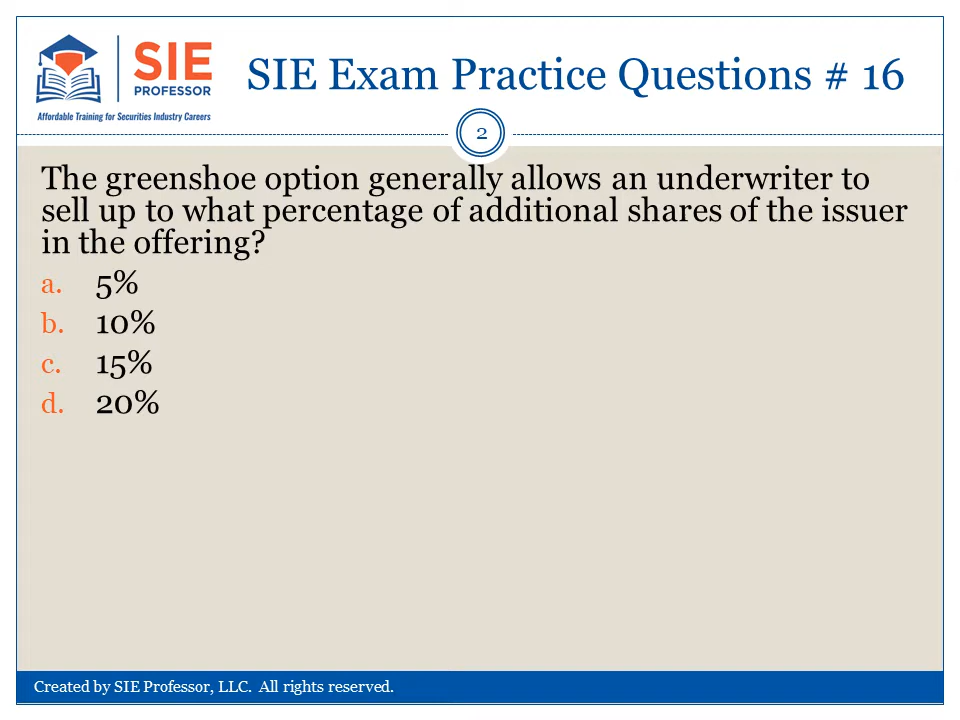 SIE
PROFESSOR
Affordable Training for Securities Industry Careers
SIE Exam Practice Questions # 16
2
The greenshoe option generally allows an underwriter to
sell up to what percentage of additional shares of the issuer
in the offering?
a. 5%
b. 10%
c. 15%
d. 20%
Created by SIE Professor, LLC. All rights reserved.